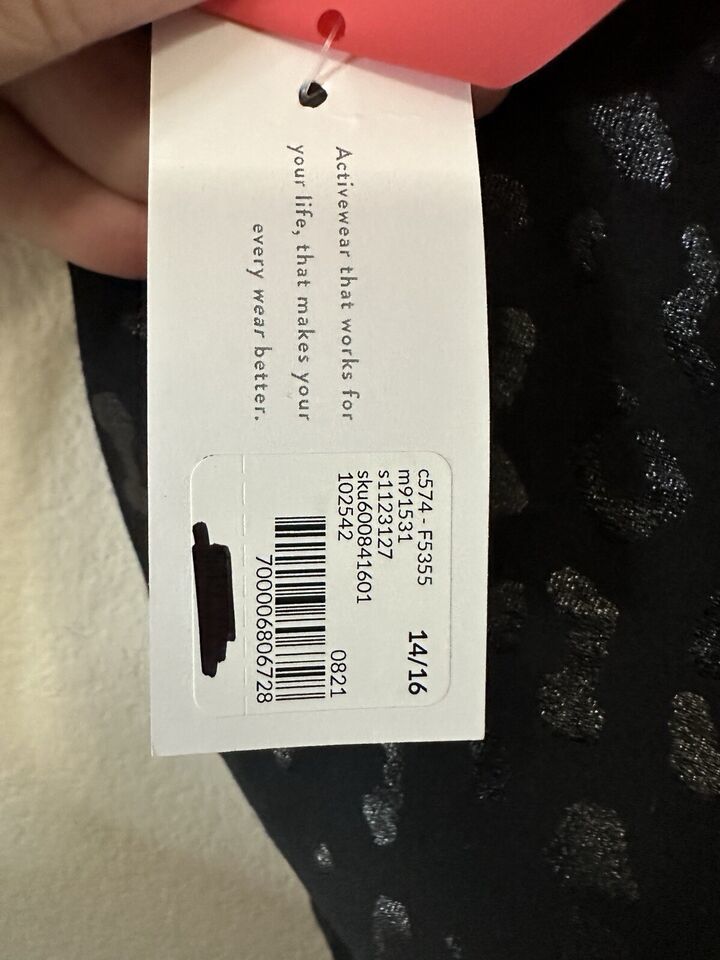 Activewear that works for
your life, that makes your
every wear better.
c574 - F5355
m91531
14/16
s1123127
sku600841601
102542
0821
700006806728